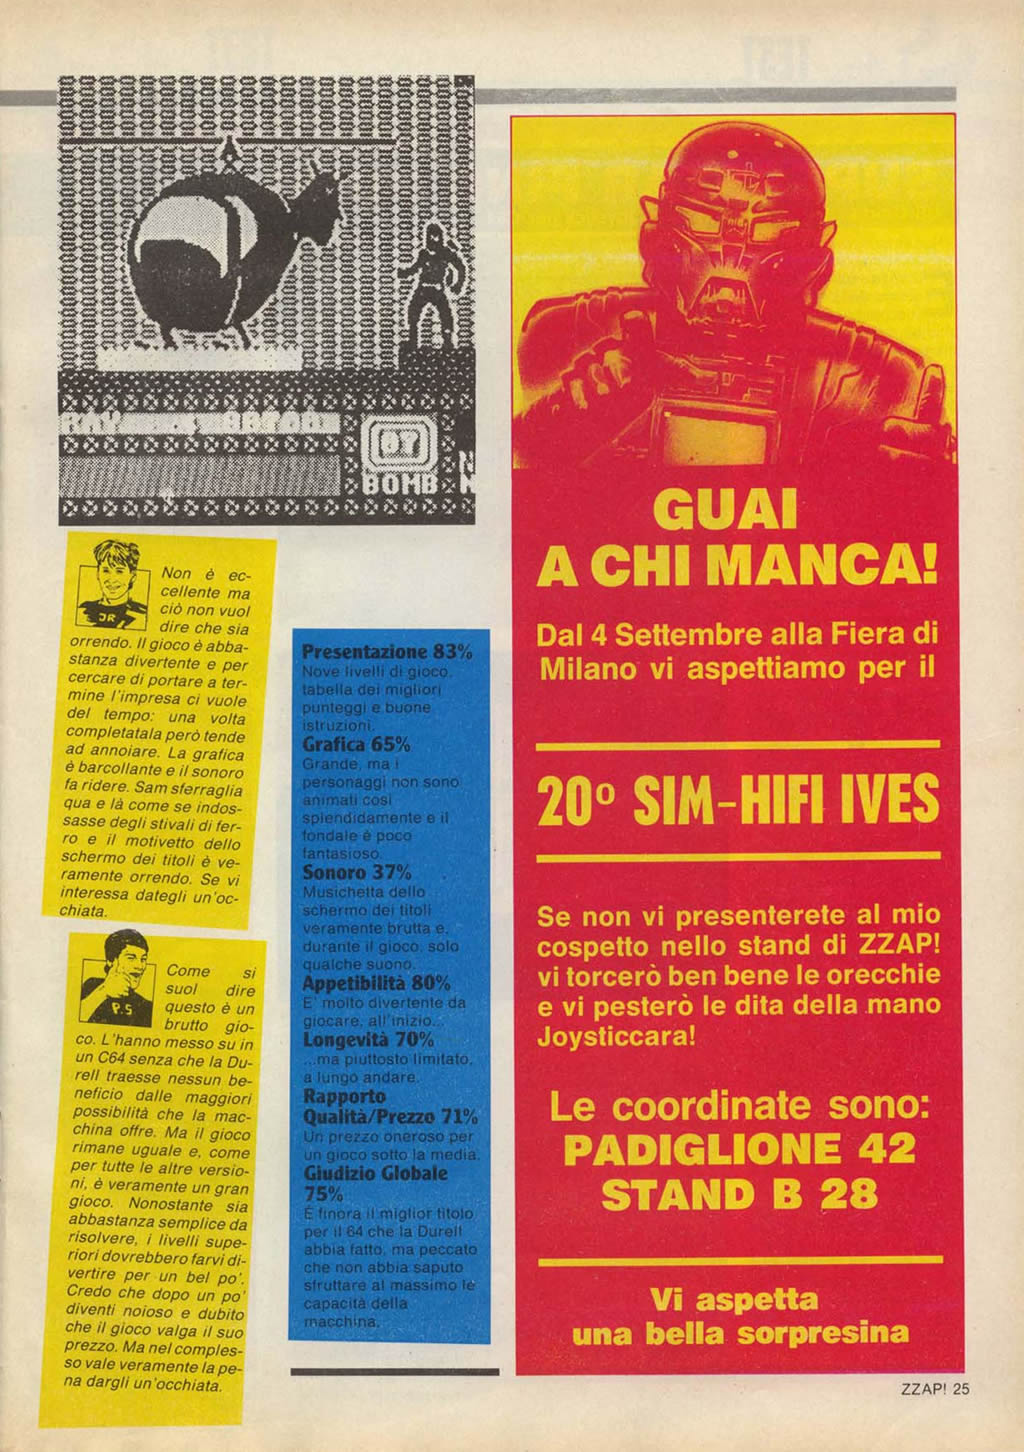 BOMB
JR
Non è ec-
cellente ma
ciò non vuol
dire che sia
orrendo. Il gioco è abba-
stanza divertente e per
cercare di portare a ter-
mine l'impresa ci vuole
del tempo: una volta
completatala però tende
ad annoiare. La grafica
è barcollante e il sonoro
fa ridere. Sam sferraglia
qua e là come se indos-
sasse degli stivali di fer-
ro e il motivetto dello
schermo dei titoli è ve-
ramente orrendo. Se vi
interessa dategli un'oc-
chiata.
P.S
Come si
suol dire
questo è un
brutto gio-
co. L'hanno messo su in
un C64 senza che la Du-
rell traesse nessun be-
neficio dalle maggiori
possibilità che la mac-
china offre. Ma il gioco
rimane uguale e, come
per tutte le altre versio-
ni, è veramente un gran
gioco. Nonostante sia
abbastanza semplice da
risolvere, i livelli supe-
riori dovrebbero farvi di-
vertire per un bel po'.
Credo che dopo un po'
diventi noioso e dubito
che il gioco valga il suo
prezzo. Ma nel comples-
so vale veramente la pe-
na dargli un'occhiata.
Presentazione 83%
Nove livelli di gioco,
tabella dei migliori
punteggi e buone
istruzioni.
Grafica 65%
Grande, ma i
personaggi non sono
animati così
splendidamente e il
fondale è poco
fantasioso.
Sonoro 37%
Musichetta dello
schermo dei titoli
veramente brutta e,
durante il gioco, solo
qualche suono.
Appetibilità 80%
E' molto divertente da
giocare, all'inizio...
Longevità 70%
...ma piuttosto limitato,
a lungo andare.
Rapporto
Qualità/Prezzo 71%
Un prezzo oneroso per
un gioco sotto la media.
Giudizio Globale
75%
È finora il miglior titolo
per il 64 che la Durell
abbia fatto, ma peccato
che non abbia saputo
sfruttare al massimo le
capacità della
macchina.
GUAI
A CHI MANCA!
Dal 4 Settembre alla Fiera di
Milano vi aspettiamo per il
20° SIM-HIFI IVES
Se non vi presenterete al mio
cospetto nello stand di ZZAP!
vi torcerò ben bene le orecchie
e vi pesterò le dita della mano
Joysticcara!
Le coordinate sono:
PADIGLIONE 42
STAND B 28
Vi aspetta
una bella sorpresina
ZZAP! 25